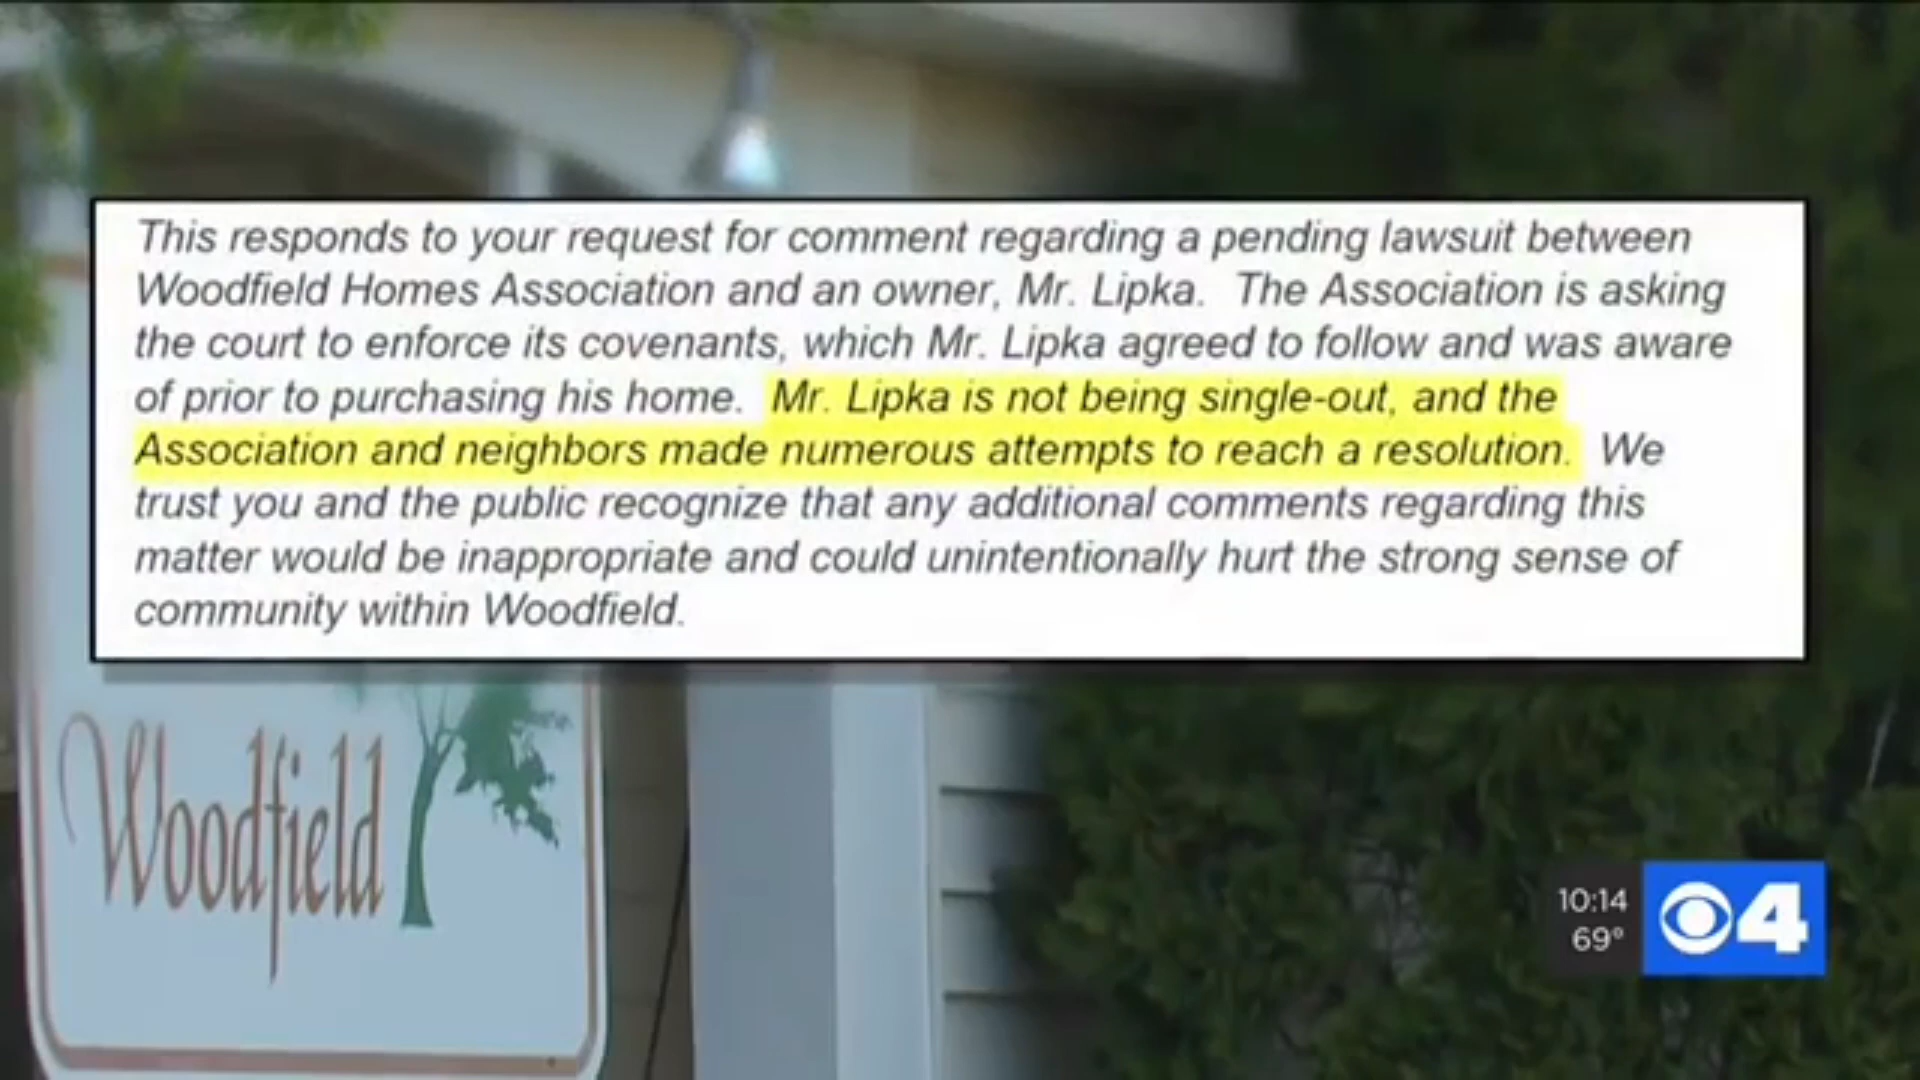 This responds to your request for comment regarding a pending lawsuit between
Woodfield Homes Association and an owner, Mr. Lipka. The Association is asking
the court to enforce its covenants, which Mr. Lipka agreed to follow and was aware
of prior to purchasing his home. Mr. Lipka is not being single-out, and the
Association and neighbors made numerous attempts to reach a resolution. We
trust you and the public recognize that any additional comments regarding this
matter would be inappropriate and could unintentionally hurt the strong sense of
community within Woodfield.
Woodfield
10:14
69°
4